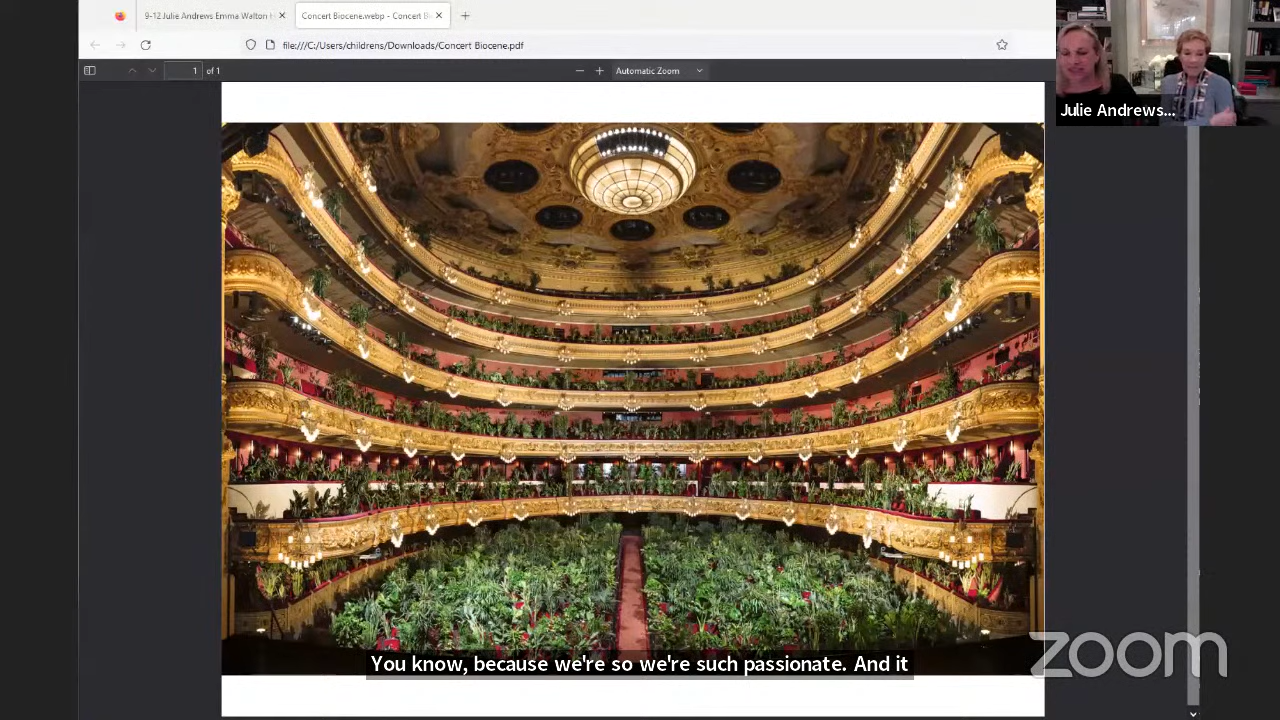 9-12 Julie Andrews Emma Walton
Concert Biocene.webp - Concert Bi
file:///C:/Users/childrens/Downloads/Concert Biocene.pdf
1 of 1
Automatic Zoom
Julie Andrews...
You know, because we're so we're such passionate. And it
zoom